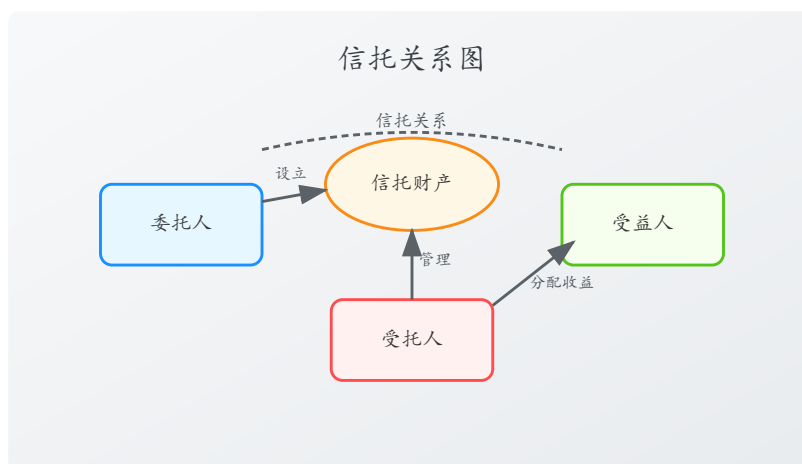 信托关系图
信托关系
设立
信托财产
委托人
受益人
管理
分配收益
受托人